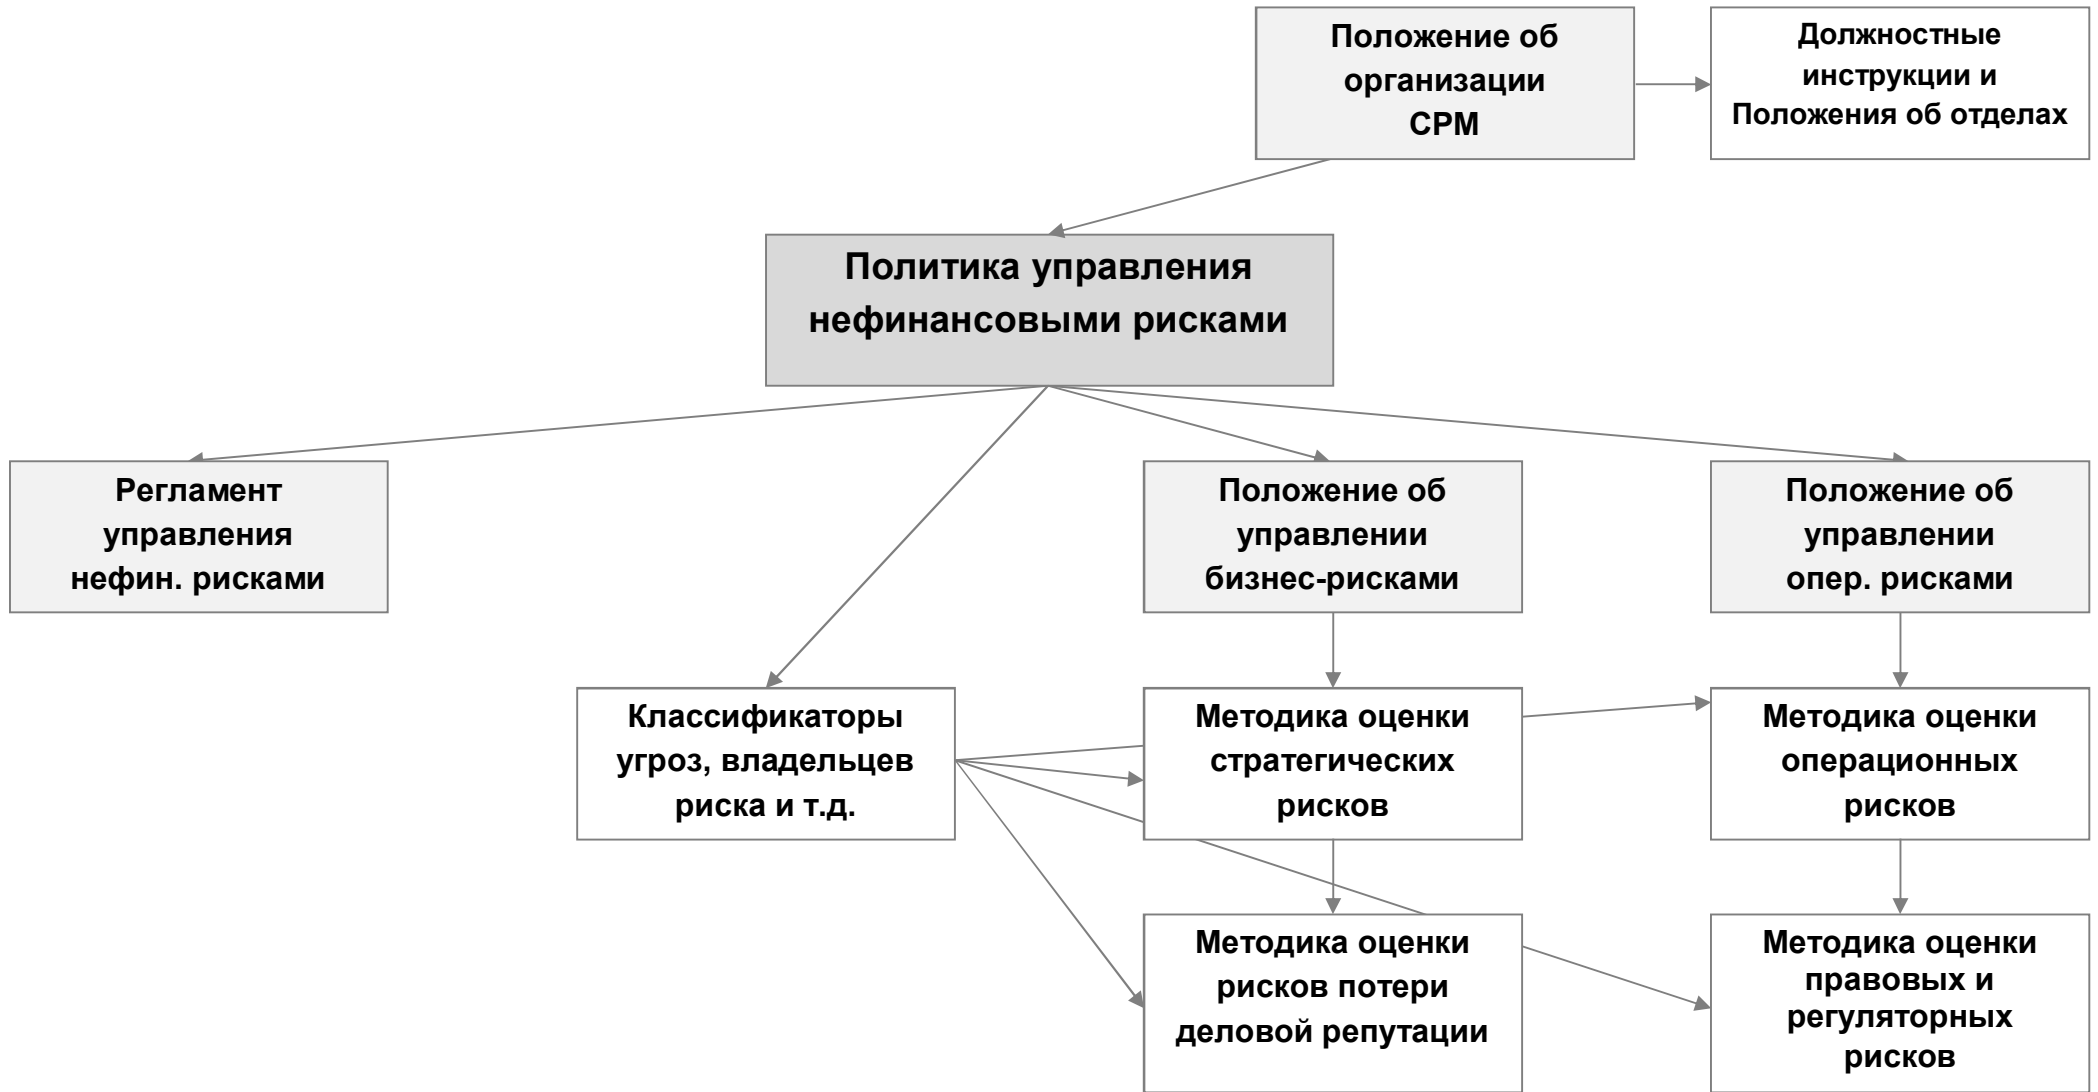 Положение об
организации
СРМ
Должностные
инструкции и
Положения об отделах
Политика управления
нефинансовыми рисками
Регламент
управления
нефин. рисками
Положение об
управлении
бизнес-рисками
Положение об
управлении
опер. рисками
Классификаторы
угроз, владельцев
риска и т.д.
Методика оценки
стратегических
рисков
Методика оценки
операционных
рисков
Методика оценки
рисков потери
деловой репутации
Методика оценки
правовых и
регуляторных
рисков